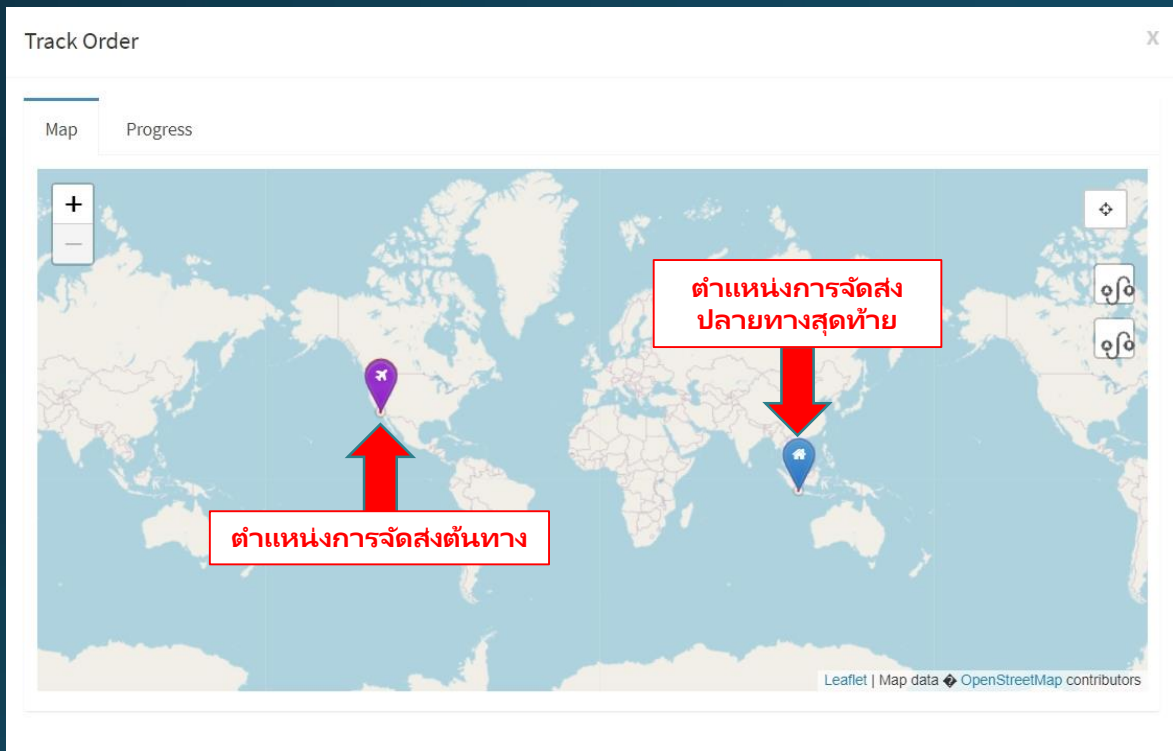 Track Order
X
Map
Progress
+
−
ตำแหน่งการจัดส่ง
ปลายทางสุดท้าย
ตำแหน่งการจัดส่งต้นทาง
Leaflet | Map data � OpenStreetMap contributors